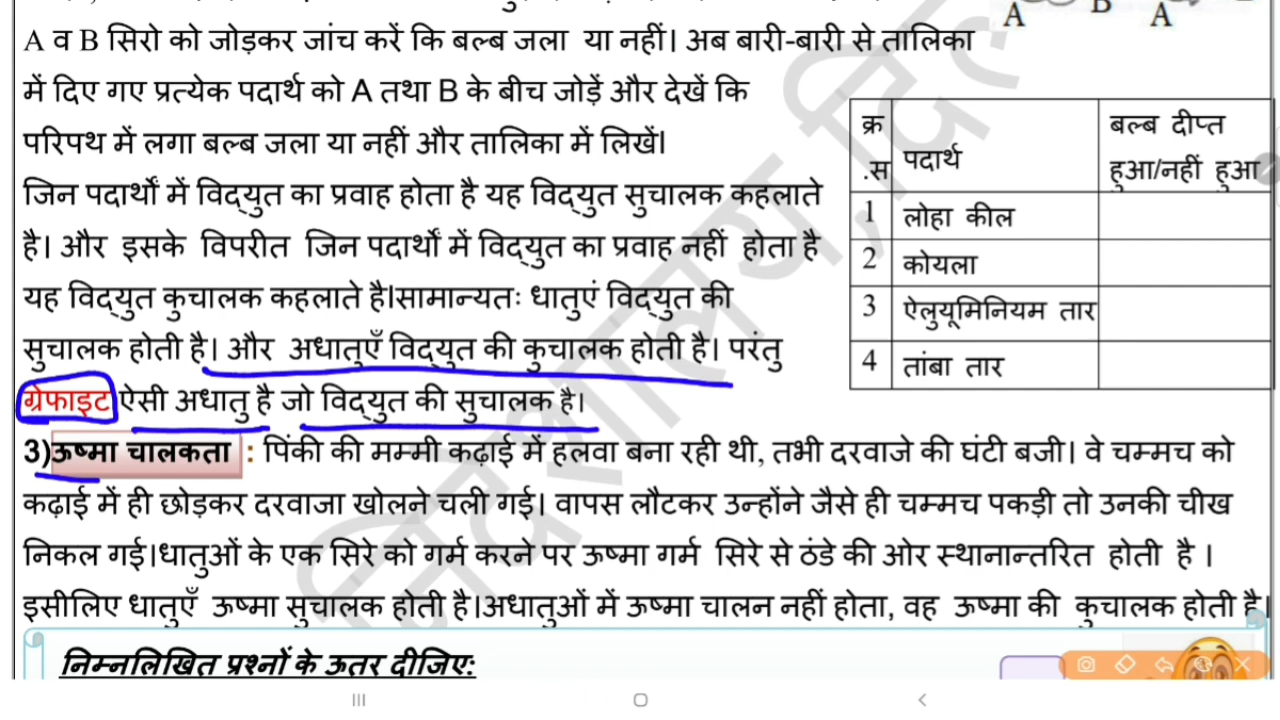 A B A
A व B सिरो को जोड़कर जांच करें कि बल्ब जला या नहीं। अब बारी-बारी से तालिका
में दिए गए प्रत्येक पदार्थ को A तथा B के बीच जोड़ें और देखें कि
परिपथ में लगा बल्ब जला या नहीं और तालिका में लिखें।
जिन पदार्थों में विद्युत का प्रवाह होता है यह विद्युत सुचालक कहलाते
है। और इसके विपरीत जिन पदार्थों में विद्युत का प्रवाह नहीं होता है
यह विद्युत कुचालक कहलाते है।सामान्यतः धातुएं विद्युत की
सुचालक होती है। और अधातुएँ विद्युत की कुचालक होती है। परंतु
ग्रेफाइट ऐसी अधातु है जो विद्युत की सुचालक है।
क्र .स पदार्थ बल्ब दीप्त हुआ/नहीं हुआ
1 लोहा कील
2 कोयला
3 ऐलुयूमिनियम तार
4 तांबा तार
3)ऊष्मा चालकता : पिंकी की मम्मी कढ़ाई में हलवा बना रही थी, तभी दरवाजे की घंटी बजी। वे चम्मच को
कढ़ाई में ही छोड़कर दरवाजा खोलने चली गई। वापस लौटकर उन्होंने जैसे ही चम्मच पकड़ी तो उनकी चीख
निकल गई।धातुओं के एक सिरे को गर्म करने पर ऊष्मा गर्म सिरे से ठंडे की ओर स्थानान्तरित होती है ।
इसीलिए धातुएँ ऊष्मा सुचालक होती है।अधातुओं में ऊष्मा चालन नहीं होता, वह ऊष्मा की कुचालक होती है।
निम्नलिखित प्रश्नों के ऊतर दीजिए: